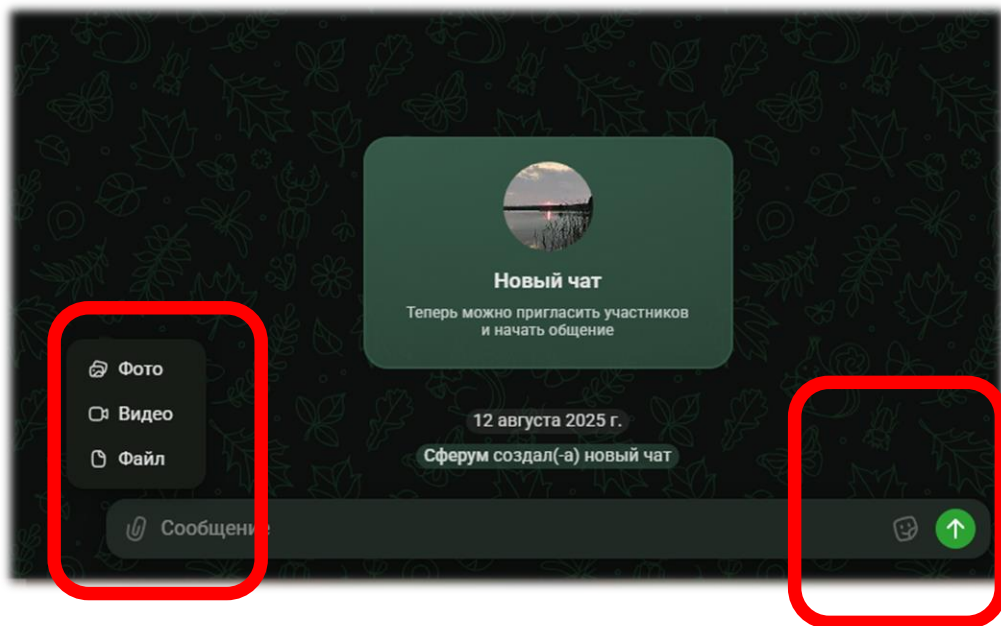 Новый чат
Теперь можно пригласить участников
и начать общение
Фото
Видео
Файл
12 августа 2025 г.
Сферум создал(-а) новый чат
Сообщение